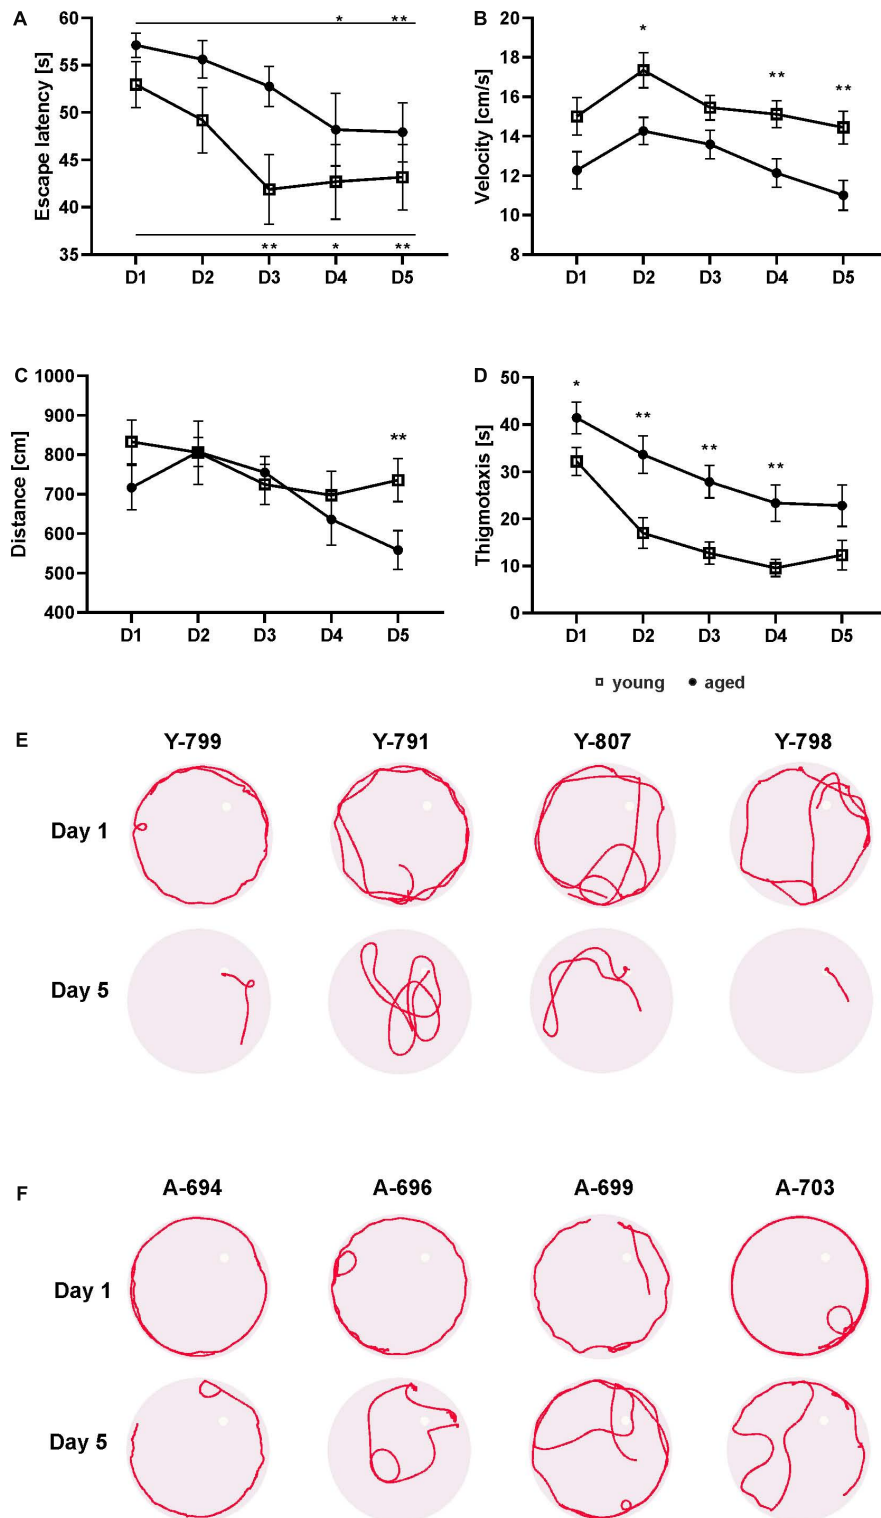 A
Escape latency [s]
60
55
50
45
40
35
* **
** * **
D1 D2 D3 D4 D5
B
Velocity [cm/s]
20
18
16
14
12
10
8
* ** **
D1 D2 D3 D4 D5
C
Distance [cm]
1000
900
800
700
600
500
400
**
D1 D2 D3 D4 D5
D
Thigmotaxis [s]
50
40
30
20
10
0
* ** ** **
D1 D2 D3 D4 D5
young aged
E
Y-799 Y-791 Y-807 Y-798
Day 1
Day 5
F
A-694 A-696 A-699 A-703
Day 1
Day 5